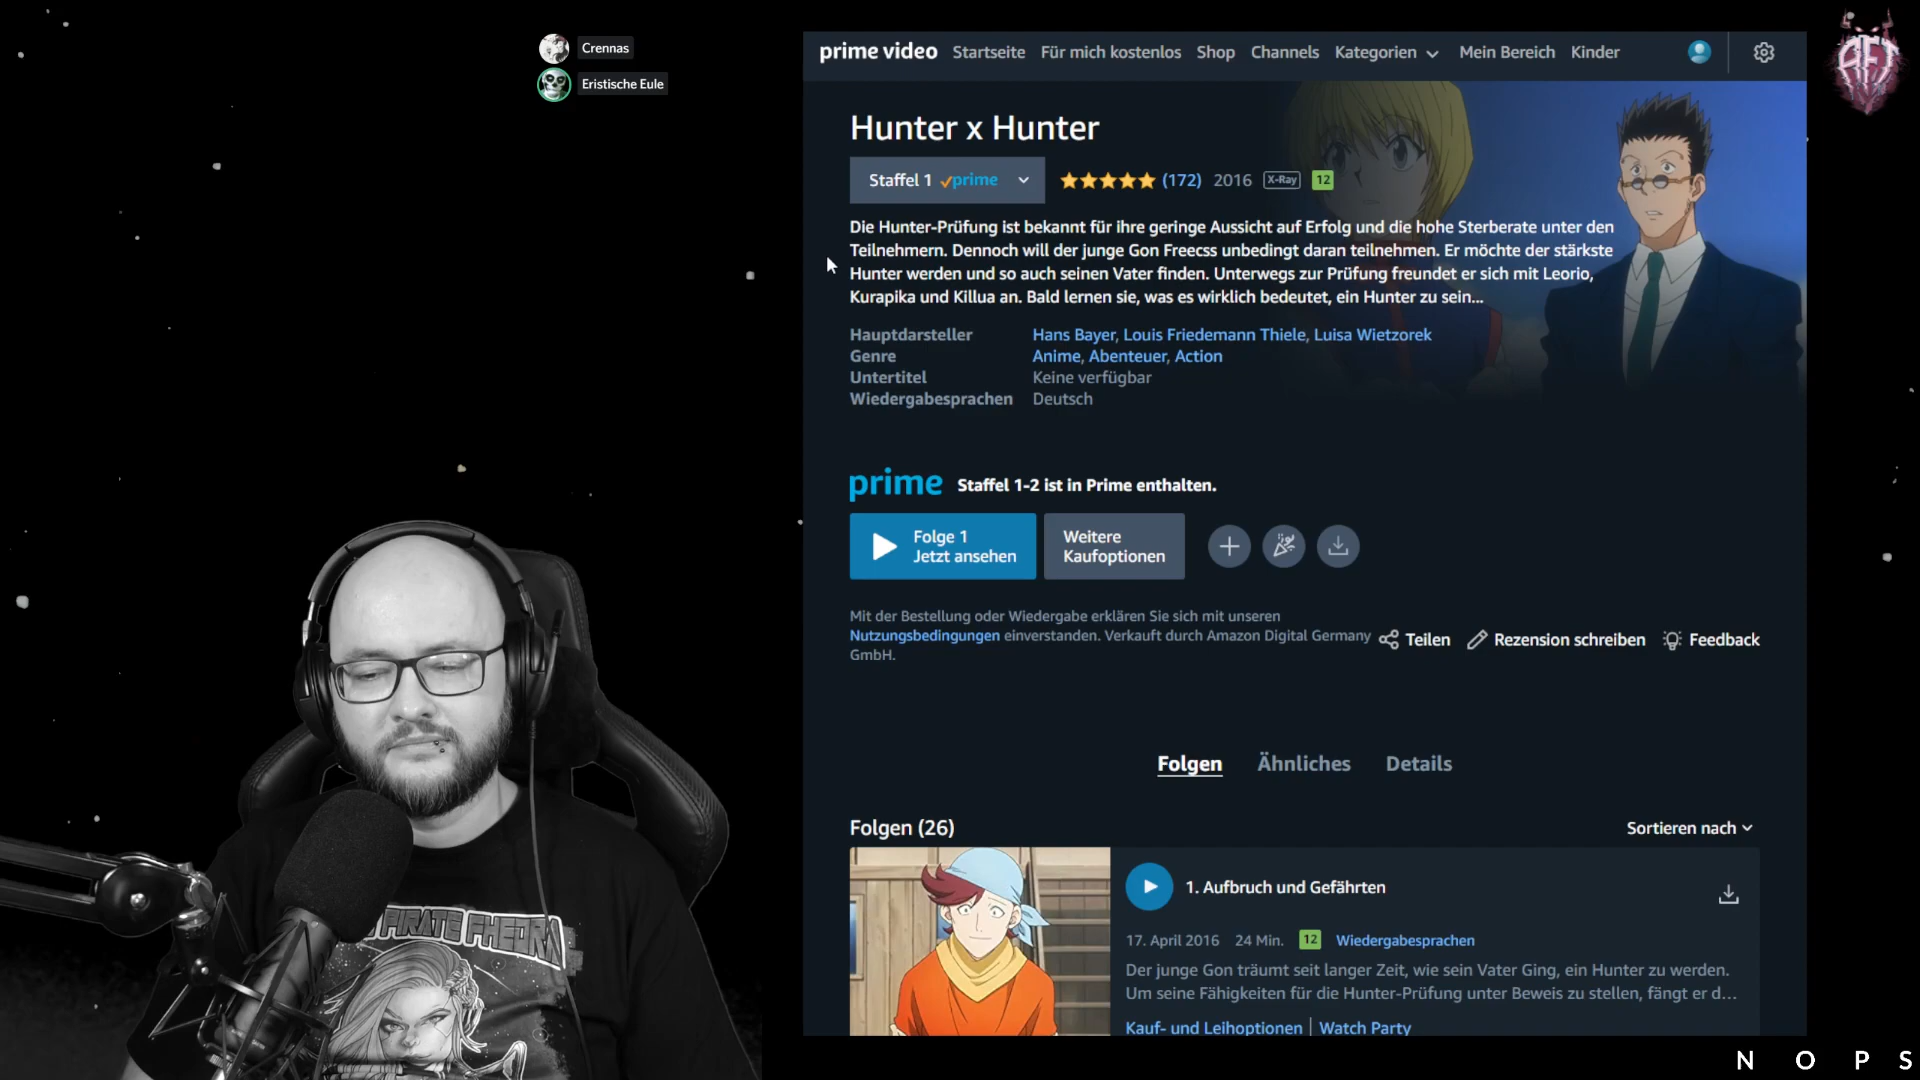 Crennas
Eristische Eule
prime video Startseite Für mich kostenlos Shop Channels Kategorien Mein Bereich Kinder
AFT
Hunter x Hunter
Staffel 1 prime (172) 2016 X-Ray 12
Die Hunter-Prüfung ist bekannt für ihre geringe Aussicht auf Erfolg und die hohe Sterberate unter den
Teilnehmern. Dennoch will der junge Gon Freecss unbedingt daran teilnehmen. Er möchte der stärkste
Hunter werden und so auch seinen Vater finden. Unterwegs zur Prüfung freundet er sich mit Leorio,
Kurapika und Killua an. Bald lernen sie, was es wirklich bedeutet, ein Hunter zu sein...
Hauptdarsteller Hans Bayer, Louis Friedemann Thiele, Luisa Wietzorek
Genre Anime, Abenteuer, Action
Untertitel Keine verfügbar
Wiedergabesprachen Deutsch
prime Staffel 1-2 ist in Prime enthalten.
Folge 1
Jetzt ansehen
Weitere
Kaufoptionen
Mit der Bestellung oder Wiedergabe erklären Sie sich mit unseren
Nutzungsbedingungen einverstanden. Verkauft durch Amazon Digital Germany
GmbH.
Teilen Rezension schreiben Feedback
Folgen Ähnliches Details
Folgen (26) Sortieren nach
1. Aufbruch und Gefährten
17. April 2016 24 Min. 12 Wiedergabesprachen
Der junge Gon träumt seit langer Zeit, wie sein Vater Ging, ein Hunter zu werden.
Um seine Fähigkeiten für die Hunter-Prüfung unter Beweis zu stellen, fängt er d...
Kauf- und Leihoptionen | Watch Party
PIRATE PHEDRA
N O P S